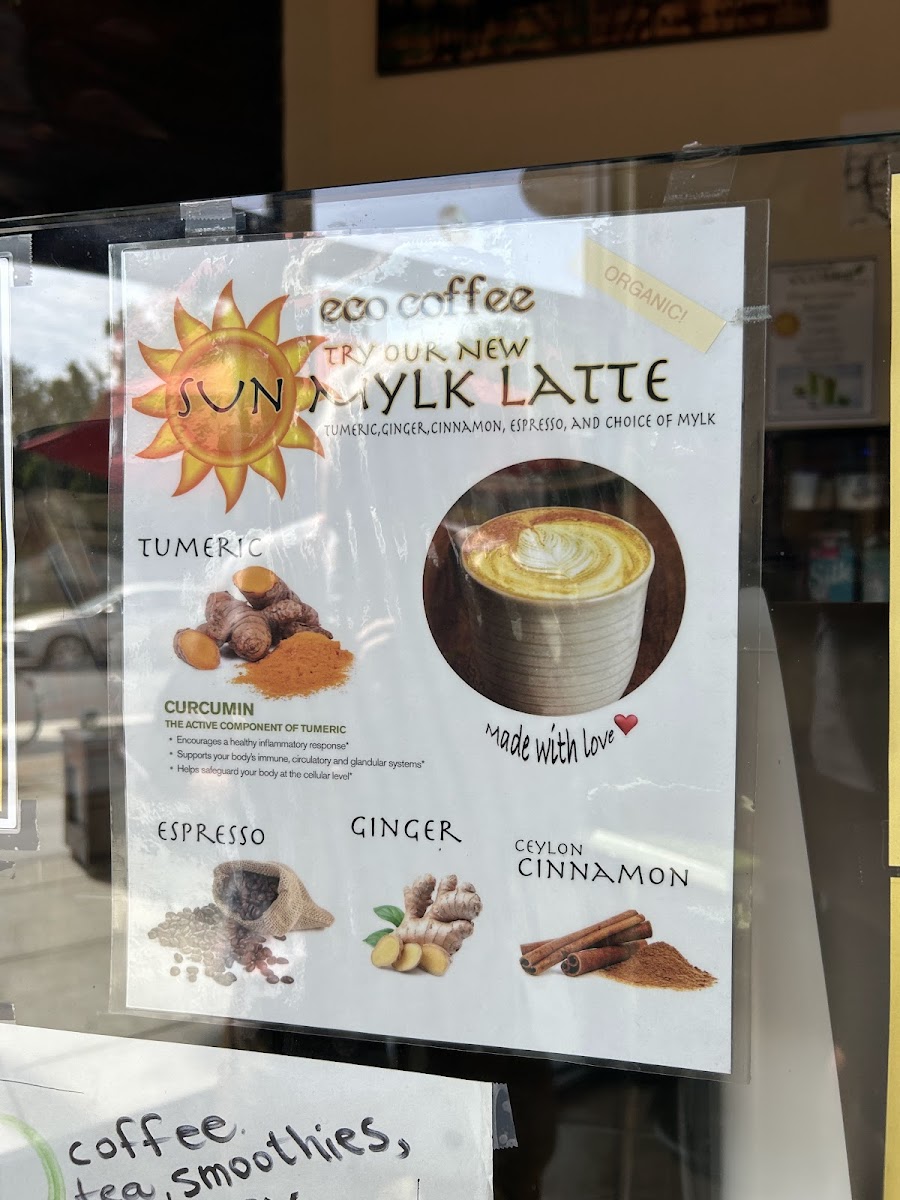 eco coffee
ORGANIC!
TRY OUR NEW
SUN MYLK LATTE
TUMERIC,GINGER,CINNAMON, ESPRESSO, AND CHOICE OF MYLK
TUMERIC
CURCUMIN
THE ACTIVE COMPONENT OF TUMERIC
* Encourages a healthy inflammatory response*
* Supports your body's immune, circulatory and glandular systems*
* Helps safeguard your body at the cellular level*
Made with love
ESPRESSO
GINGER
CEYLON
CINNAMON
coffee.
tea, smoothies,